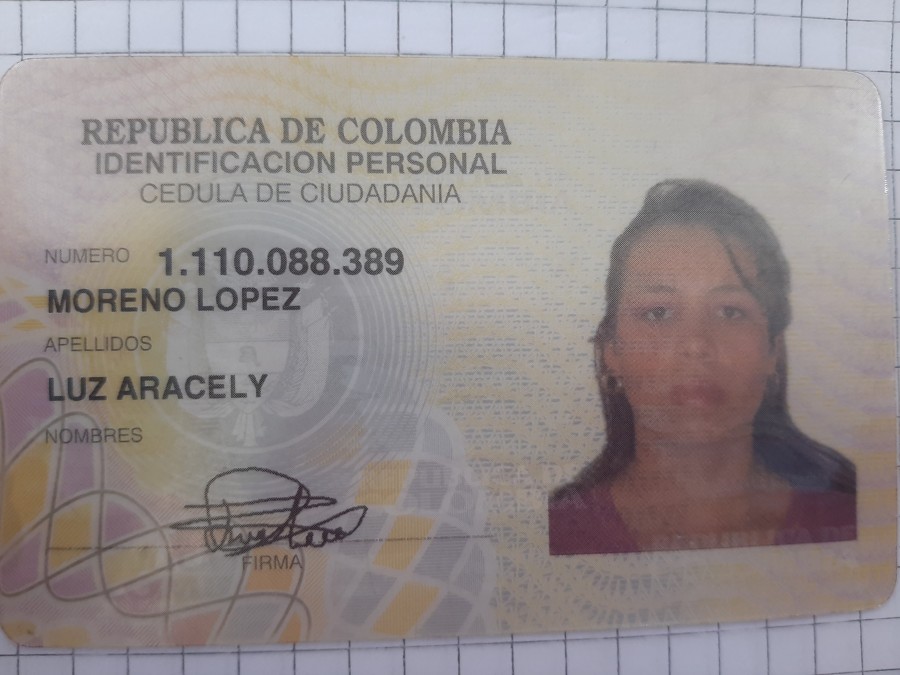 REPUBLICA DE COLOMBIA
IDENTIFICACION PERSONAL
CEDULA DE CIUDADANIA
NUMERO 1.110.088.389
MORENO LOPEZ
APELLIDOS
LUZ ARACELY
NOMBRES
FIRMA